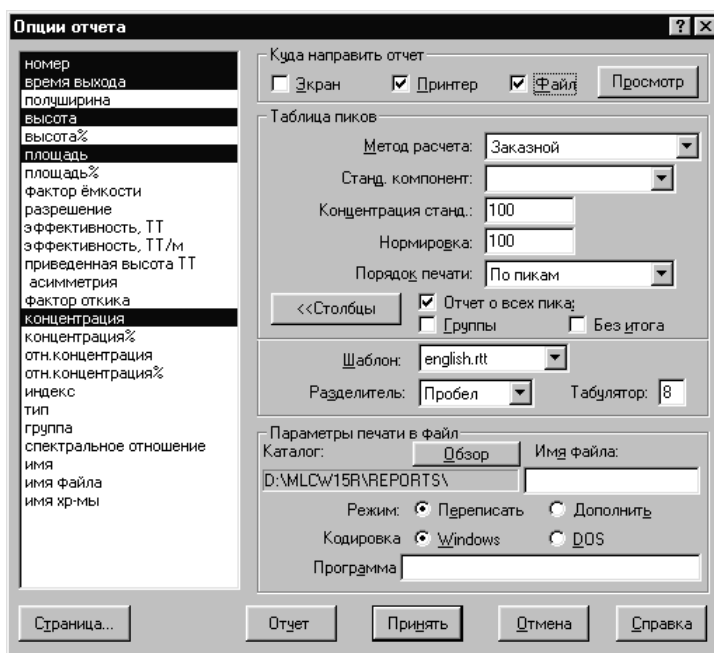 Опции отчета
номер
время выхода
полуширина
высота
высота%
площадь
площадь%
фактор ёмкости
разрешение
эффективность, ТТ
эффективность, ТТ/м
приведенная высота ТТ
асимметрия
фактор откика
концентрация
концентрация%
отн.концентрация
отн.концентрация%
индекс
тип
группа
спектральное отношение
имя
имя файла
имя хр-мы
Куда направить отчет
Экран Принтер Файл Просмотр
Таблица пиков
Метод расчета: Заказной
Станд. компонент:
Концентрация станд.: 100
Нормировка: 100
Порядок печати: По пикам
<<Столбцы Отчет о всех пика;
Группы Без итога
Шаблон: english.rtt
Разделитель: Пробел Табулятор: 8
Параметры печати в файл
Каталог: Обзор Имя файла:
D:\MLCW15R\REPORTS\
Режим: Переписать Дополнить
Кодировка Windows DOS
Программа
Страница... Отчет Принять Отмена Справка